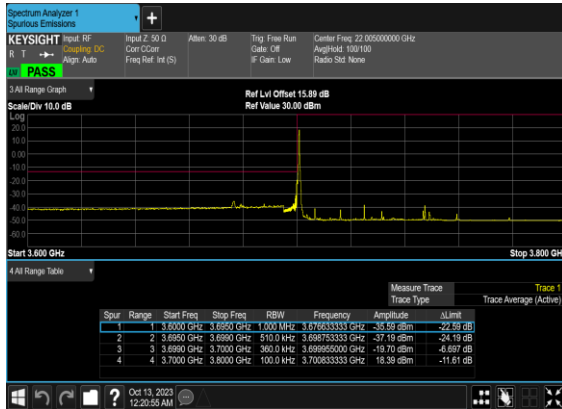 Spectrum Analyzer 1
Spurious Emissions
KEYSIGHT Input: RF Input Z: 50 Ω Atten: 30 dB Trig: Free Run Center Freq: 22.005000000 GHz
R T Coupling: DC Corr CCorr Gate: Off Avg|Hold: 100/100
Align: Auto Freq Ref: Int (S) IF Gain: Low Radio Std: None
PASS
3 All Range Graph
Ref Lvl Offset 15.89 dB
Scale/Div 10.0 dB Ref Value 30.00 dBm
Log
20.0
10.0
0.00
-10.0
-20.0
-30.0
-40.0
-50.0
-60.0
Start 3.600 GHz Stop 3.800 GH
4 All Range Table
Measure Trace Trace 1
Trace Type Trace Average (Active)
Spur Range Start Freq Stop Freq RBW Frequency Amplitude ΔLimit
1 1 3.6000 GHz 3.6950 GHz 1.000 MHz 3.676633333 GHz -35.59 dBm -22.59 dB
2 2 3.6950 GHz 3.6990 GHz 510.0 kHz 3.698753333 GHz -37.19 dBm -24.19 dB
3 3 3.6990 GHz 3.7000 GHz 360.0 kHz 3.699955000 GHz -19.70 dBm -6.697 dB
4 4 3.7000 GHz 3.8000 GHz 100.0 kHz 3.700833333 GHz 18.39 dBm -11.61 dB
Oct 13, 2023
12:20:55 AM